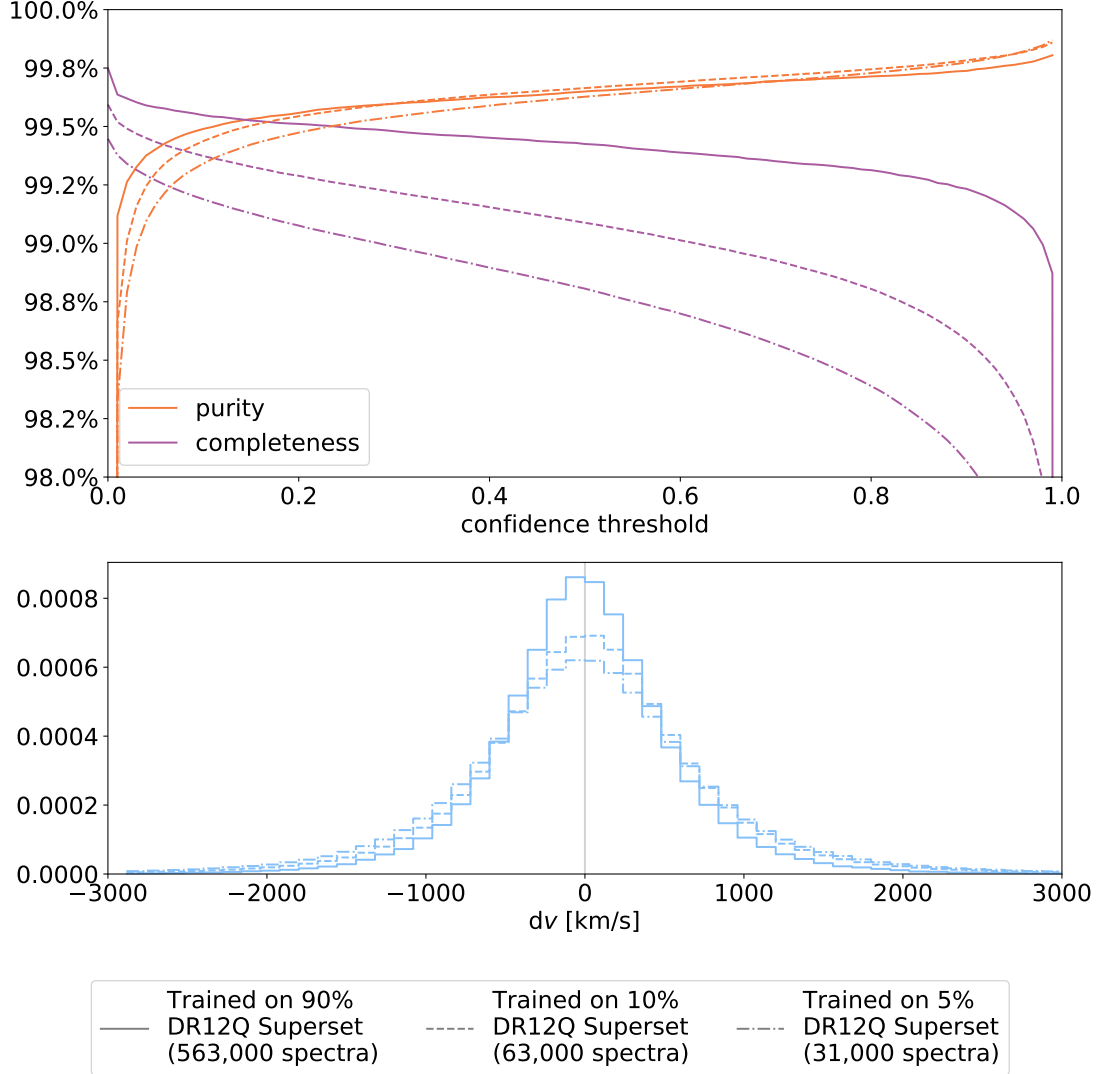 100.0%
99.8%
99.5%
99.2%
99.0%
98.8%
98.5%
98.2%
98.0%
purity
completeness
0.0 0.2 0.4 0.6 0.8 1.0
confidence threshold
0.0008
0.0006
0.0004
0.0002
0.0000
−3000 −2000 −1000 0 1000 2000 3000
dv [km/s]
Trained on 90%
DR12Q Superset
(563,000 spectra)
Trained on 10%
DR12Q Superset
(63,000 spectra)
Trained on 5%
DR12Q Superset
(31,000 spectra)